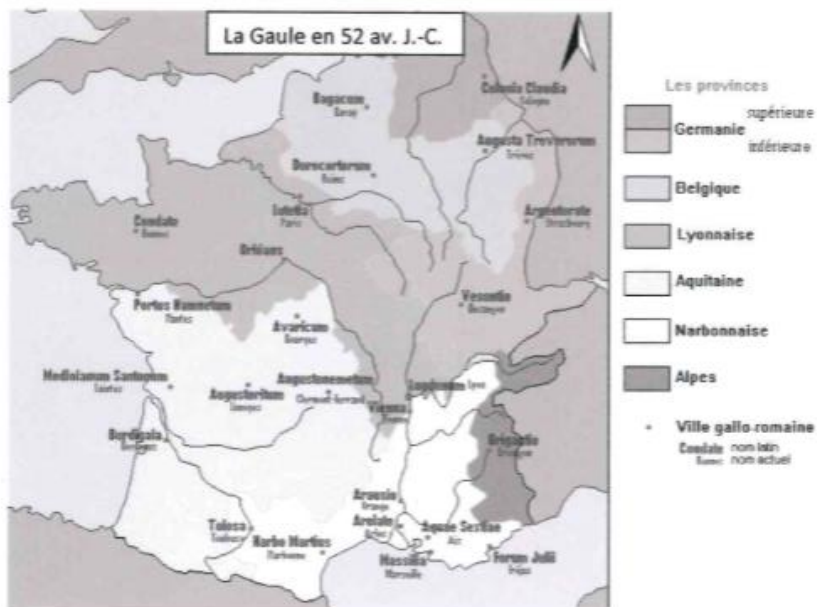 La Gaule en 52 av. J.-C.
Colonia Claudia
Cologne
Bagacum
Bavay
Augusta Treverorum
Trèves
Durocortorum
Reims
Lutetia
Paris
Argentorate
Strasbourg
Condate
Rennes
Orléans
Vesontio
Besançon
Portus Namnetum
Nantes
Avaricum
Bourges
Mediolanum Santonum
Saintes
Augustoritum
Limoges
Augustonemetum
Clermont-Ferrand
Lugdunum Lyon
Vienna
Vienne
Burdigala
Bordeaux
Brigantio
Briançon
Arausio
Orange
Tolosa
Toulouse
Narbo Martius
Narbonne
Arelate
Arles
Aquae Sextiae
Aix
Massilia
Marseille
Forum Julii
Fréjus
Les provinces
supérieure
Germanie
inférieure
Belgique
Lyonnaise
Aquitaine
Narbonnaise
Alpes
Ville gallo-romaine
Condate nom latin
Rennes nom actuel